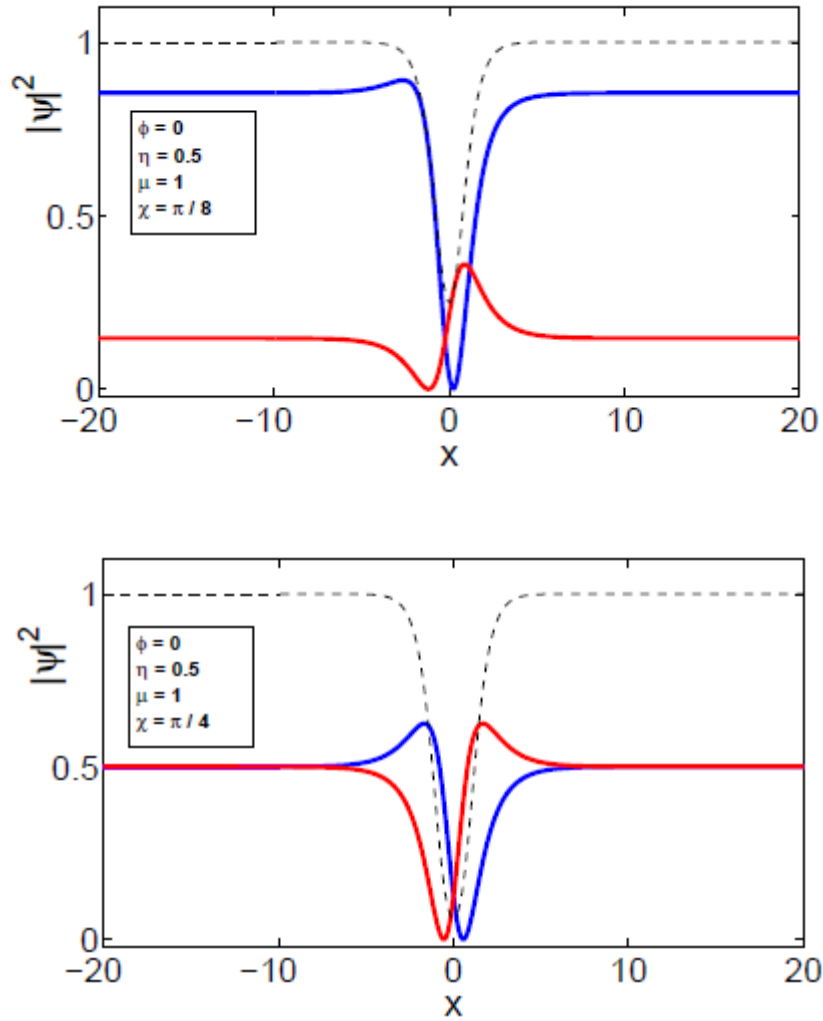 1
|ψ|²
ϕ = 0
η = 0.5
μ = 1
χ = π / 8
0.5
0
−20 −10 0 10 20
x
1
|ψ|²
ϕ = 0
η = 0.5
μ = 1
χ = π / 4
0.5
0
−20 −10 0 10 20
x